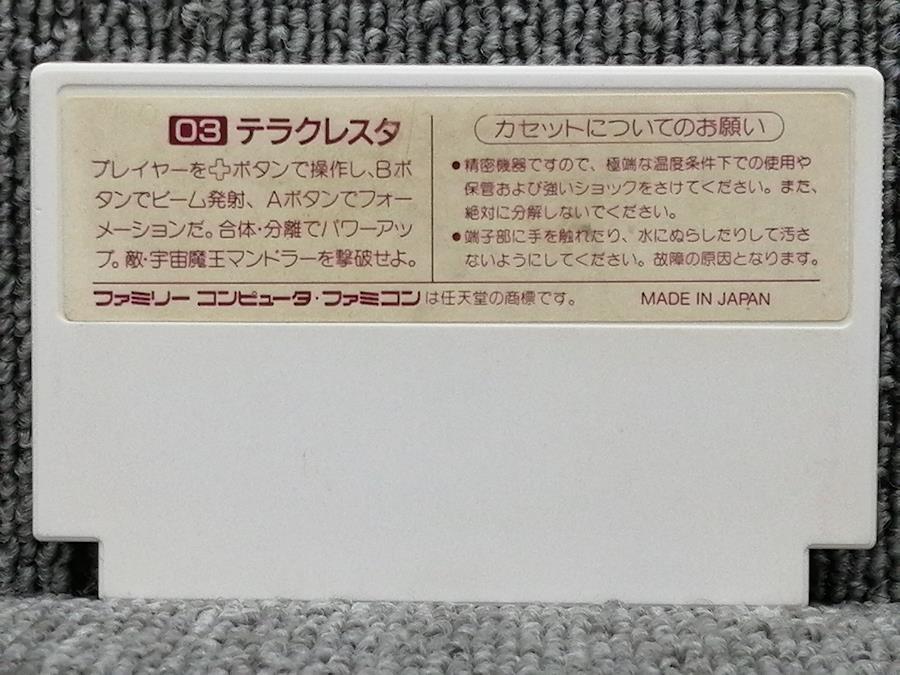 03 テラクレスタ
プレイヤーを✚ボタンで操作し、Bボ
タンでビーム発射、Aボタンでフォー
メーションだ。合体・分離でパワーアッ
プ。敵・宇宙魔王マンドラーを撃破せよ。
カセットについてのお願い
●精密機器ですので、極端な温度条件下での使用や
保管および強いショックをさけてください。また、
絶対に分解しないでください。
●端子部に手を触れたり、水にぬらしたりして汚さ
ないようにしてください。故障の原因となります。
ファミリー コンピュータ・ファミコンは任天堂の商標です。
MADE IN JAPAN